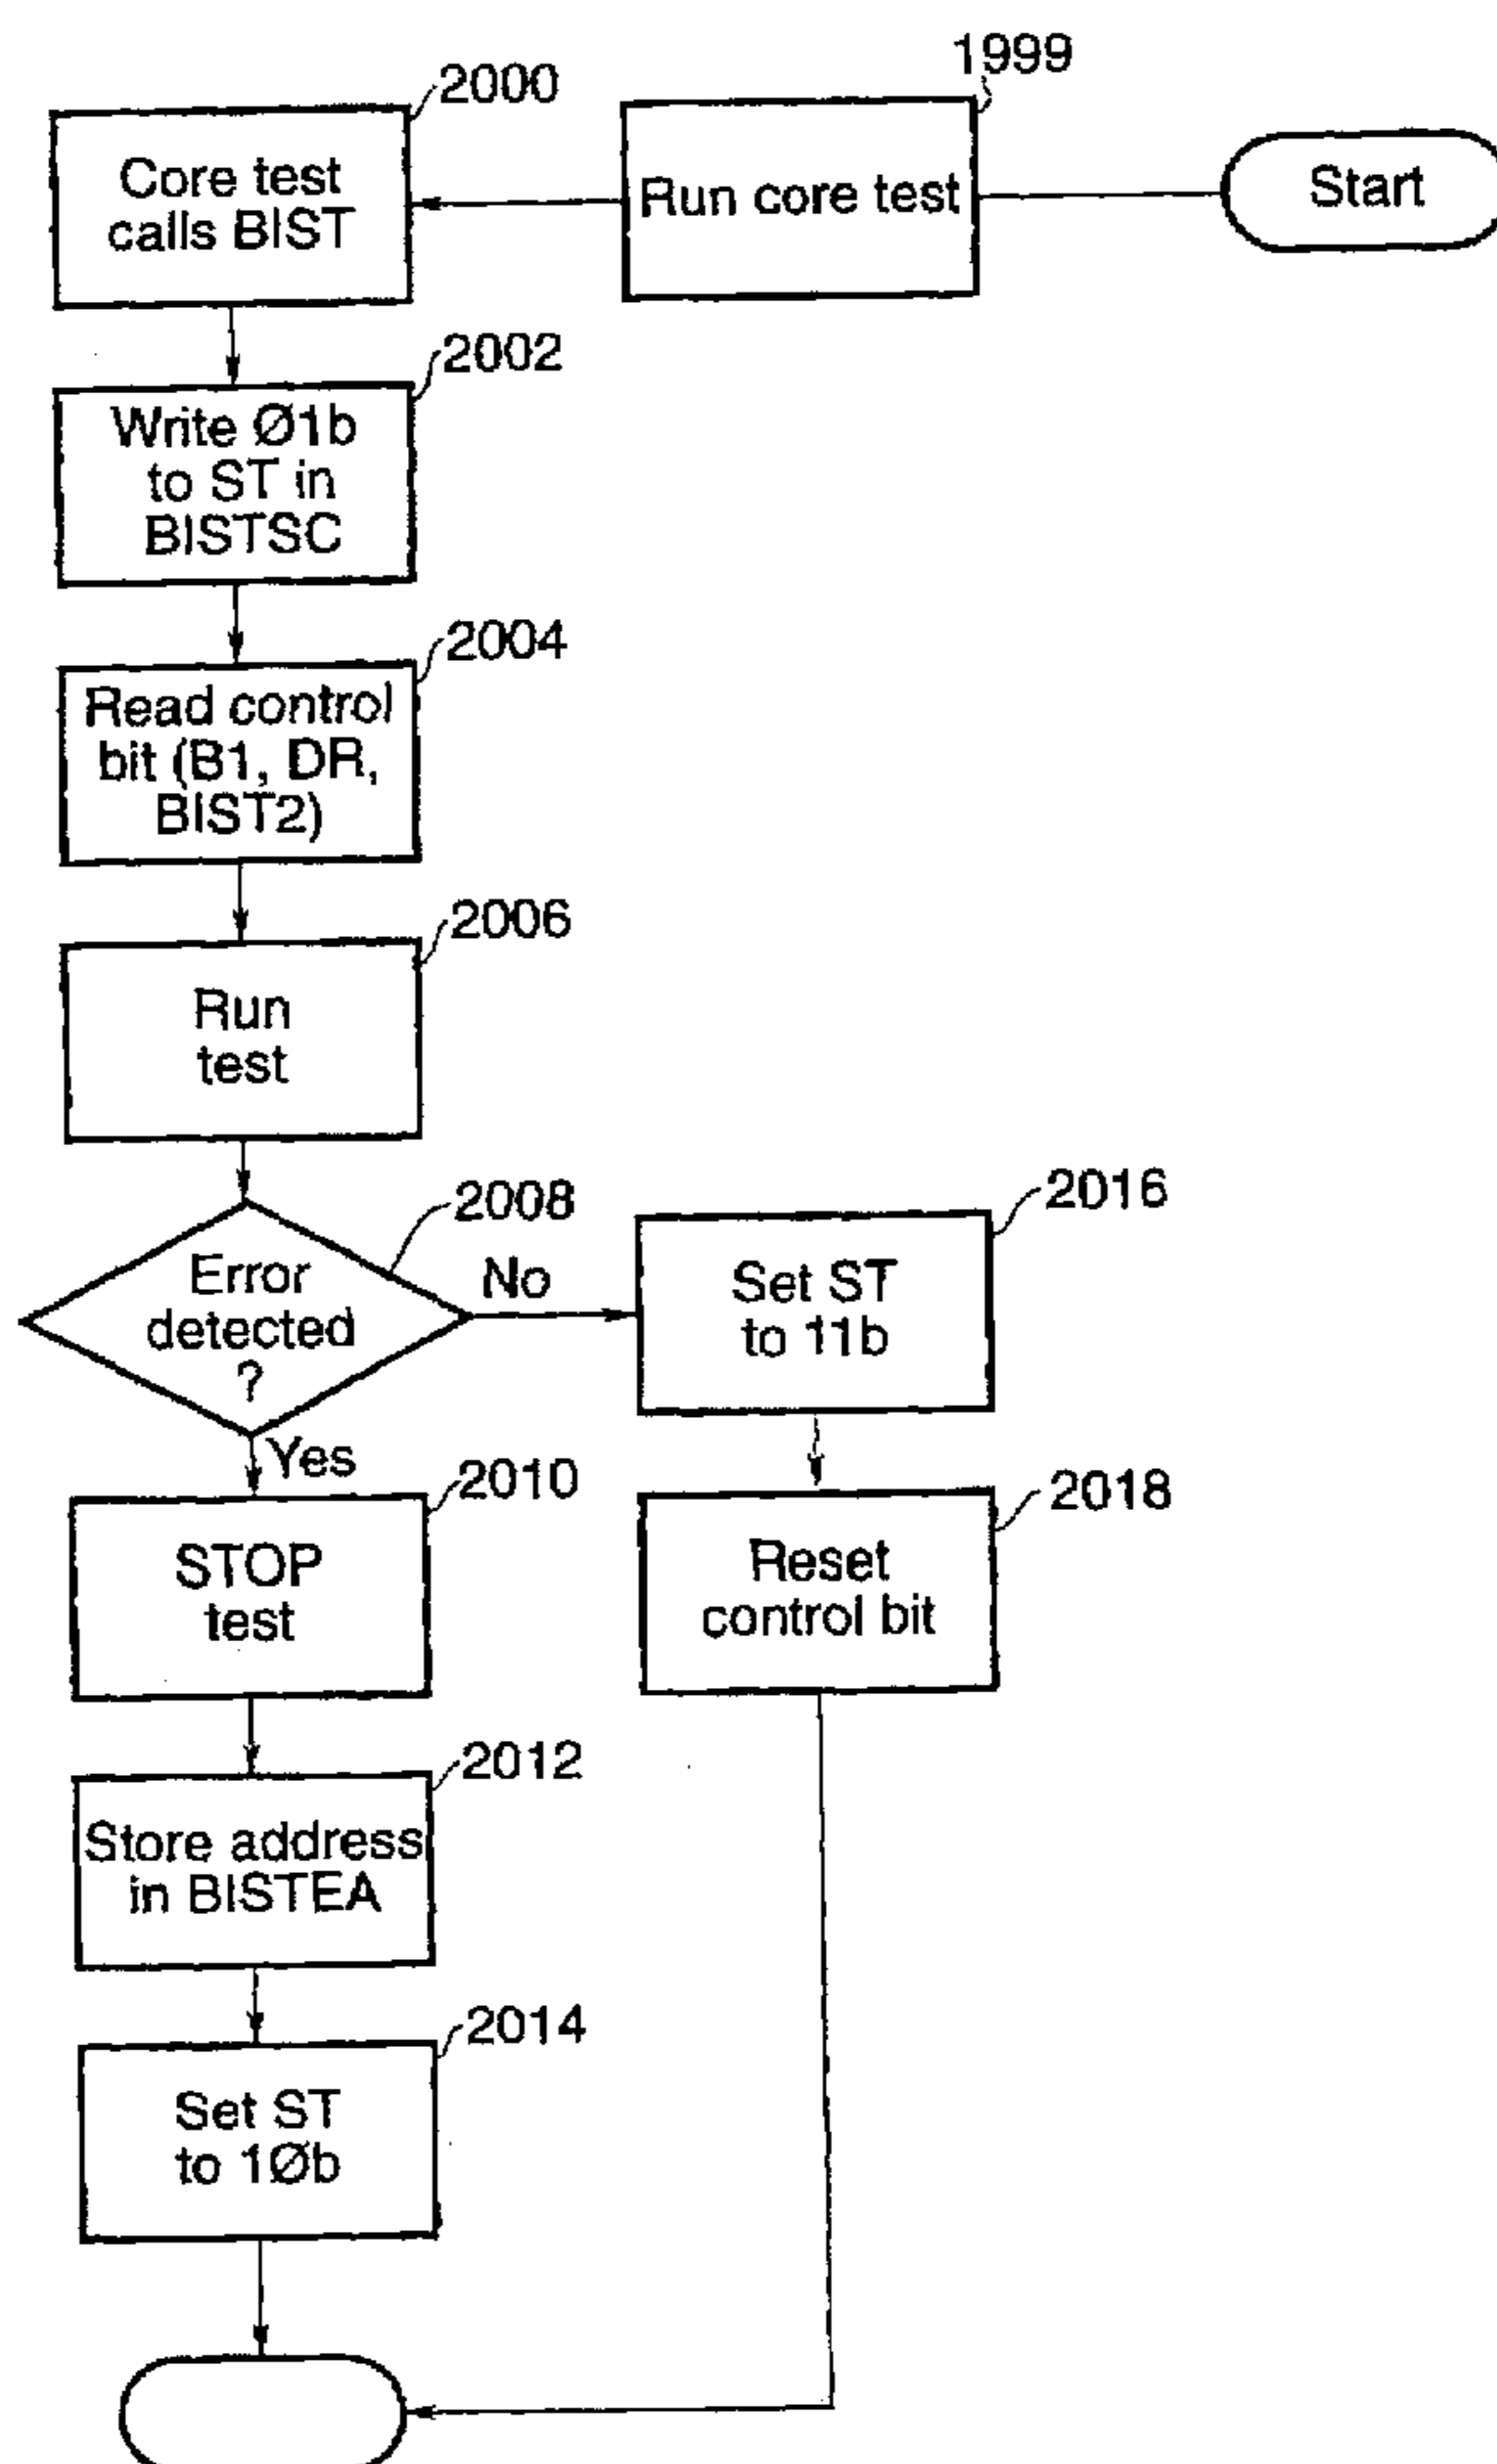 Start
1999
Run core test
2000
Core test
calls BIST
2002
Write Ø1b
to ST in
BISTSC
2004
Read control
bit (B1, DR,
BIST2)
2006
Run
test
2008
Error
detected
?
No
Yes
2016
Set ST
to 11b
2018
Reset
control bit
2010
STOP
test
2012
Store address
in BISTEA
2014
Set ST
to 1Øb